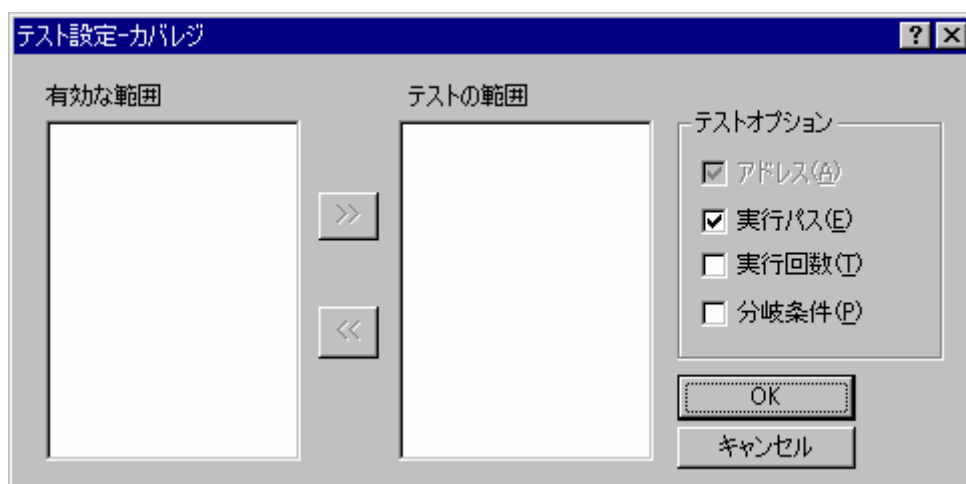 テスト設定-カバレジ
有効な範囲
テストの範囲
>>
<<
テストオプション
アドレス(A)
実行パス(E)
実行回数(T)
分岐条件(P)
OK
キャンセル